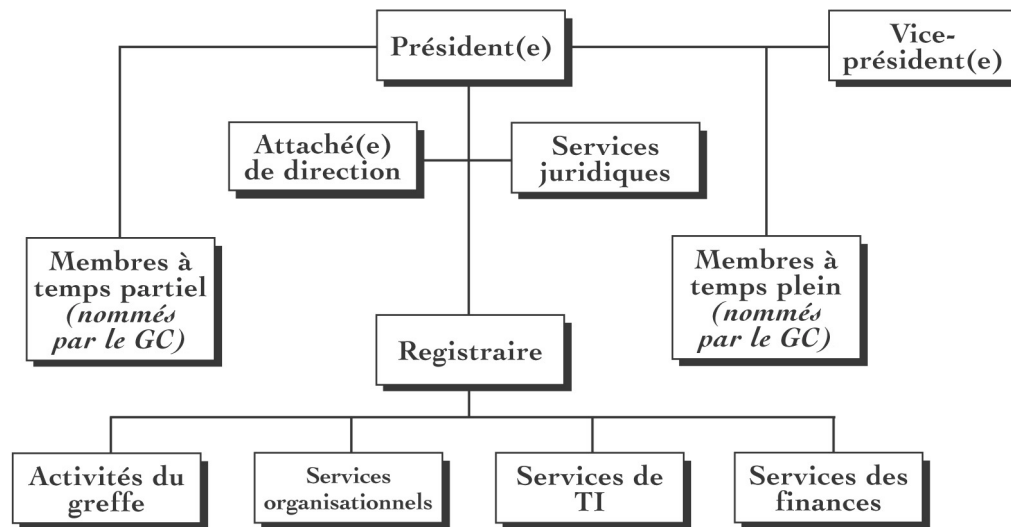 Président(e)
Vice-
président(e)
Attaché(e)
de direction
Services
juridiques
Membres à
temps partiel
(nommés
par le GC)
Membres à
temps plein
(nommés
par le GC)
Registraire
Activités du
greffe
Services
organisationnels
Services de
TI
Services des
finances